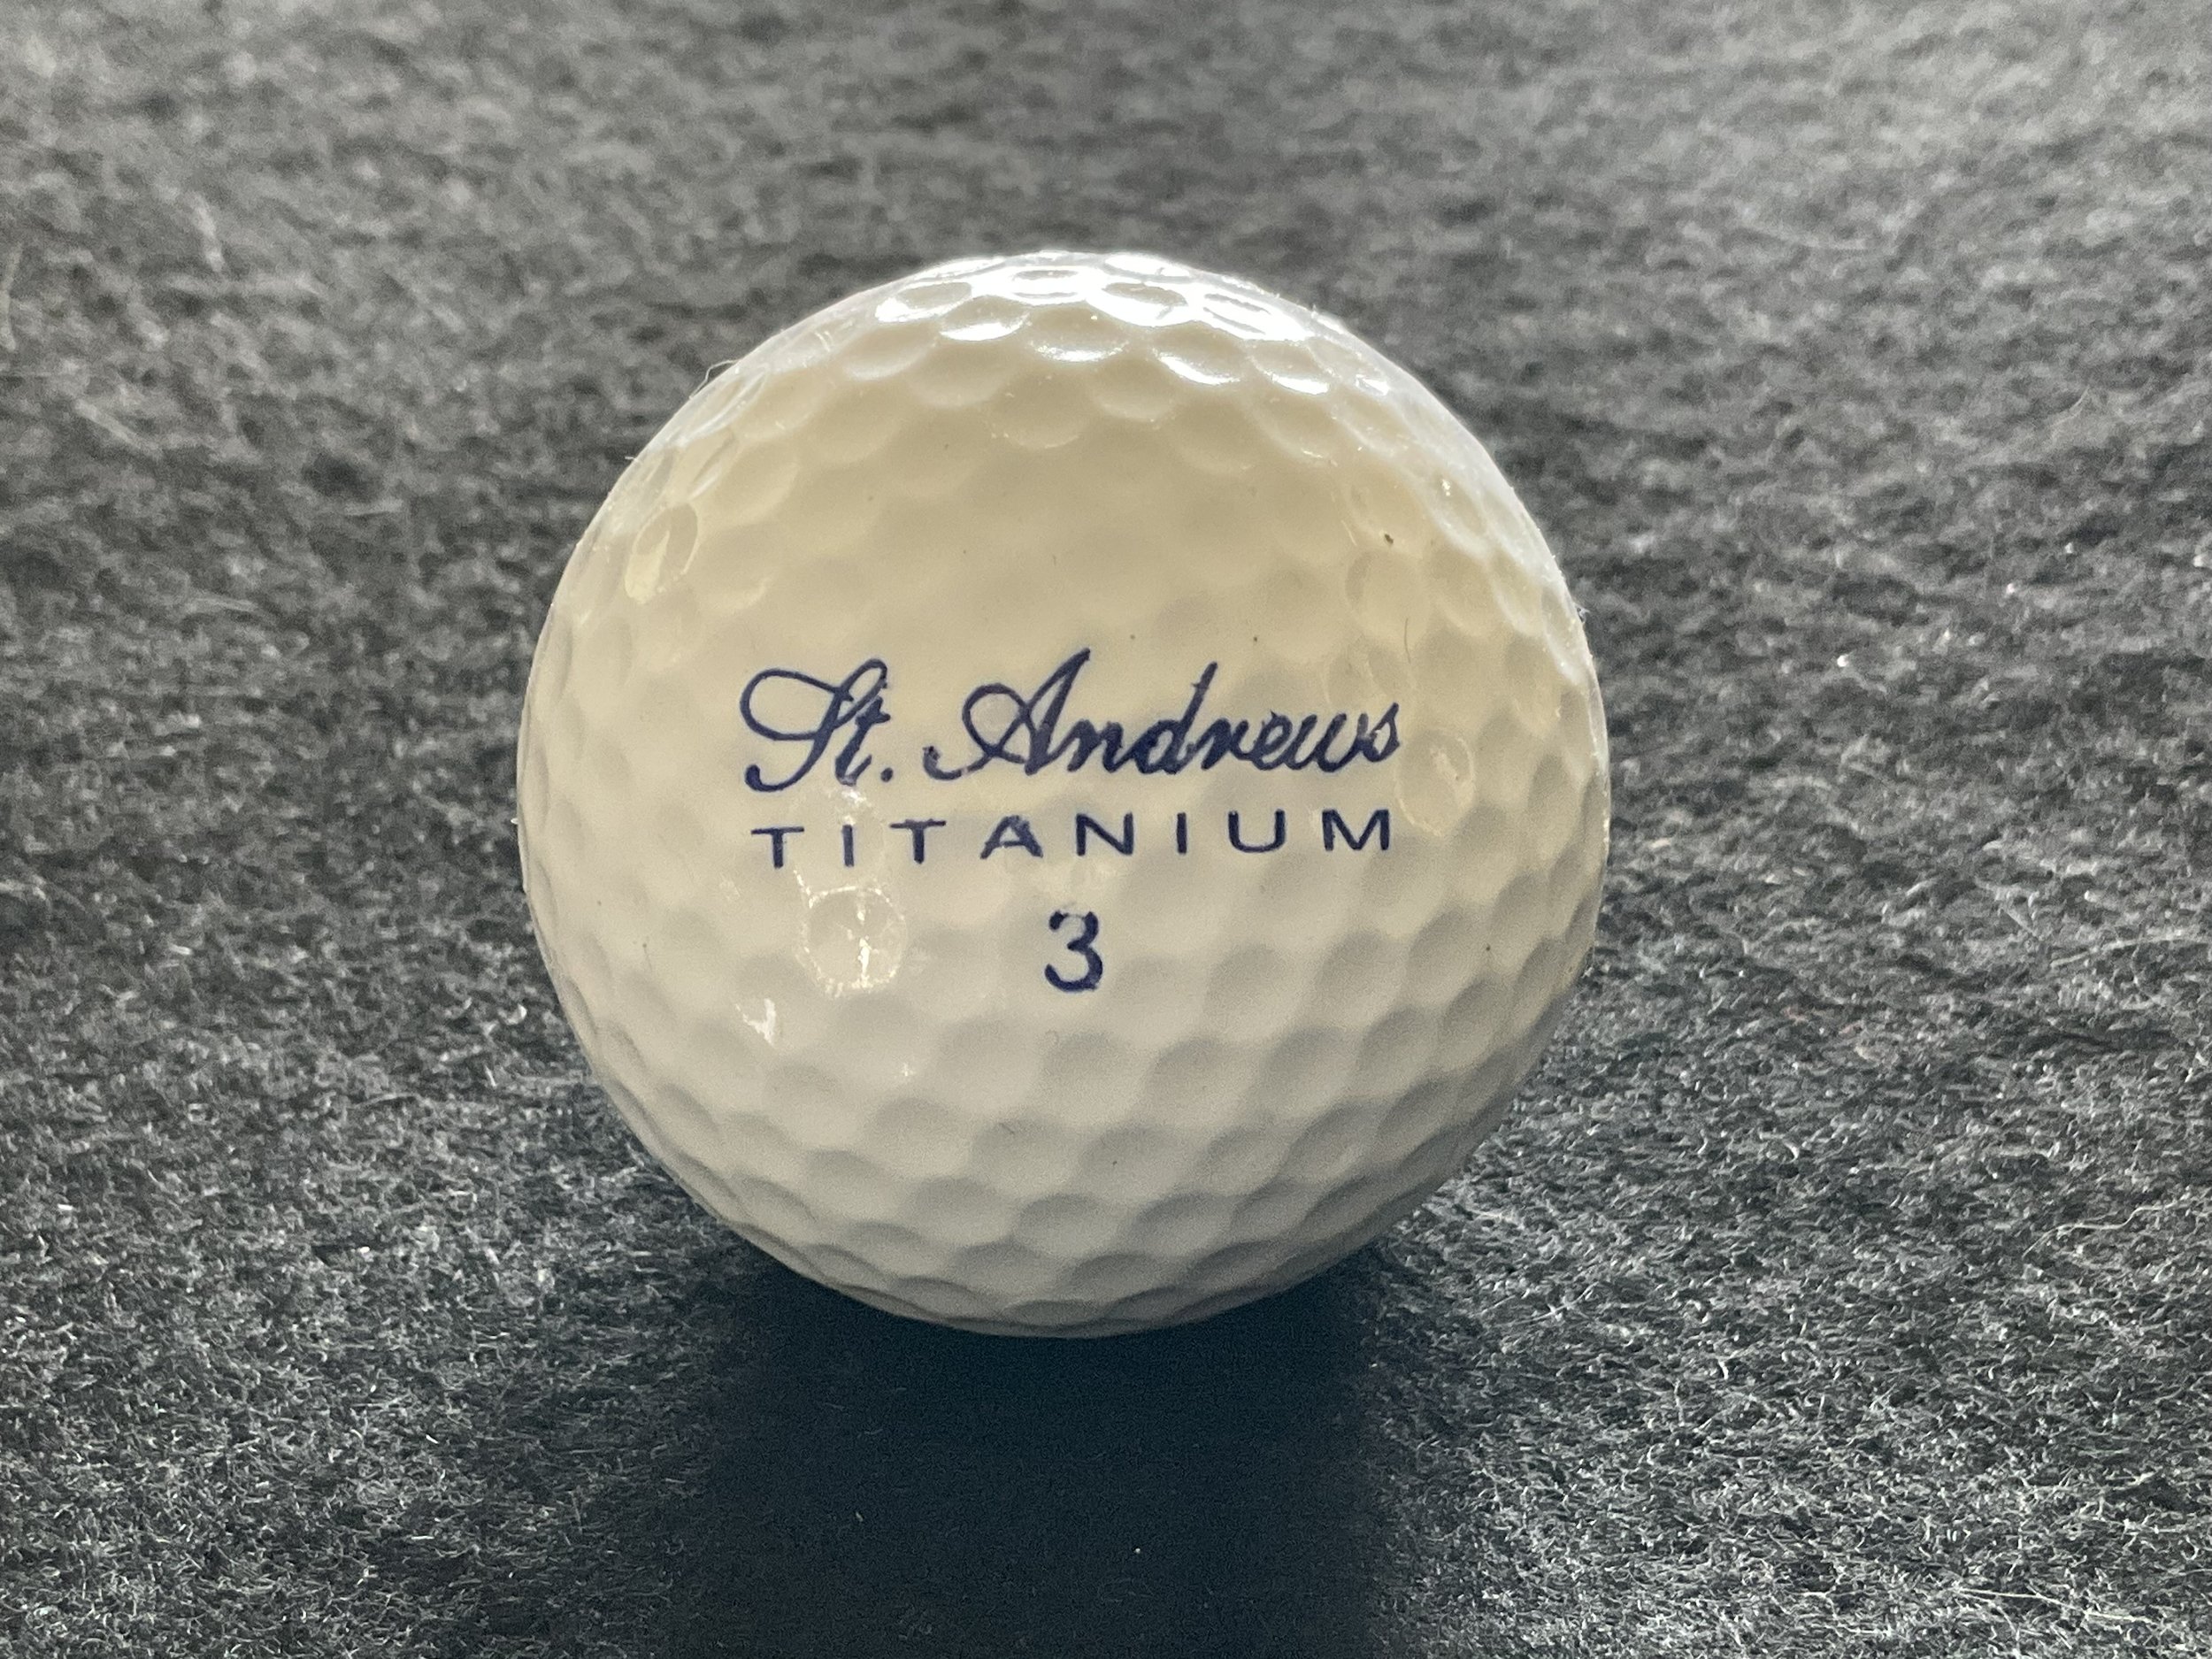 St. Andrews
TITANIUM
3